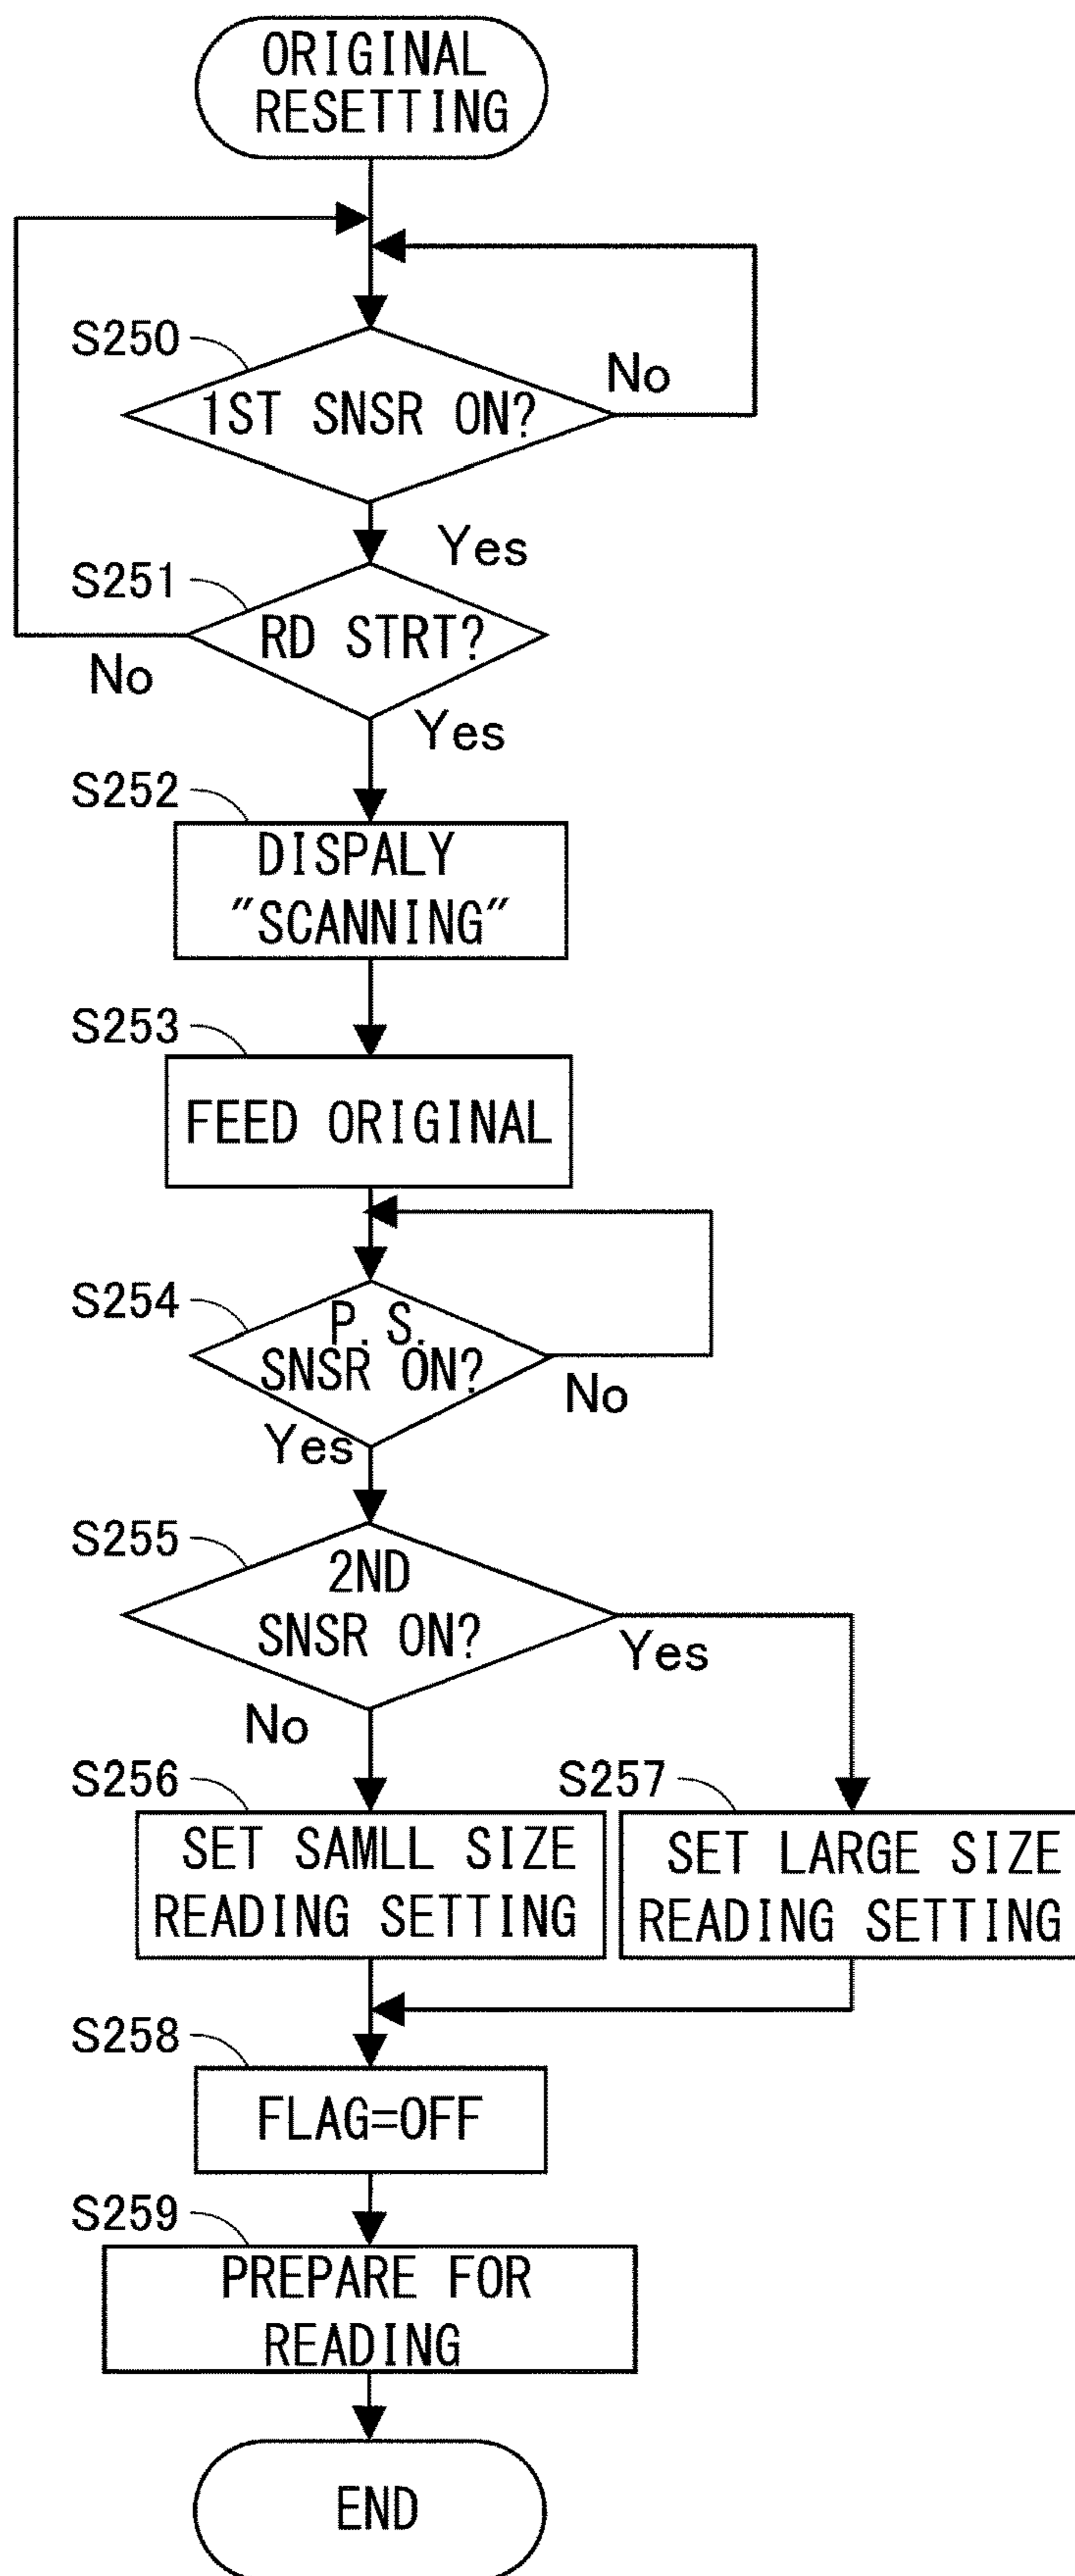 ORIGINAL
RESETTING
S250
1ST SNSR ON?
No
Yes
S251
RD STRT?
No
Yes
S252
DISPALY
"SCANNING"
S253
FEED ORIGINAL
S254
P. S.
SNSR ON?
No
Yes
S255
2ND
SNSR ON?
Yes
No
S256
SET SAMLL SIZE
READING SETTING
S257
SET LARGE SIZE
READING SETTING
S258
FLAG=OFF
S259
PREPARE FOR
READING
END